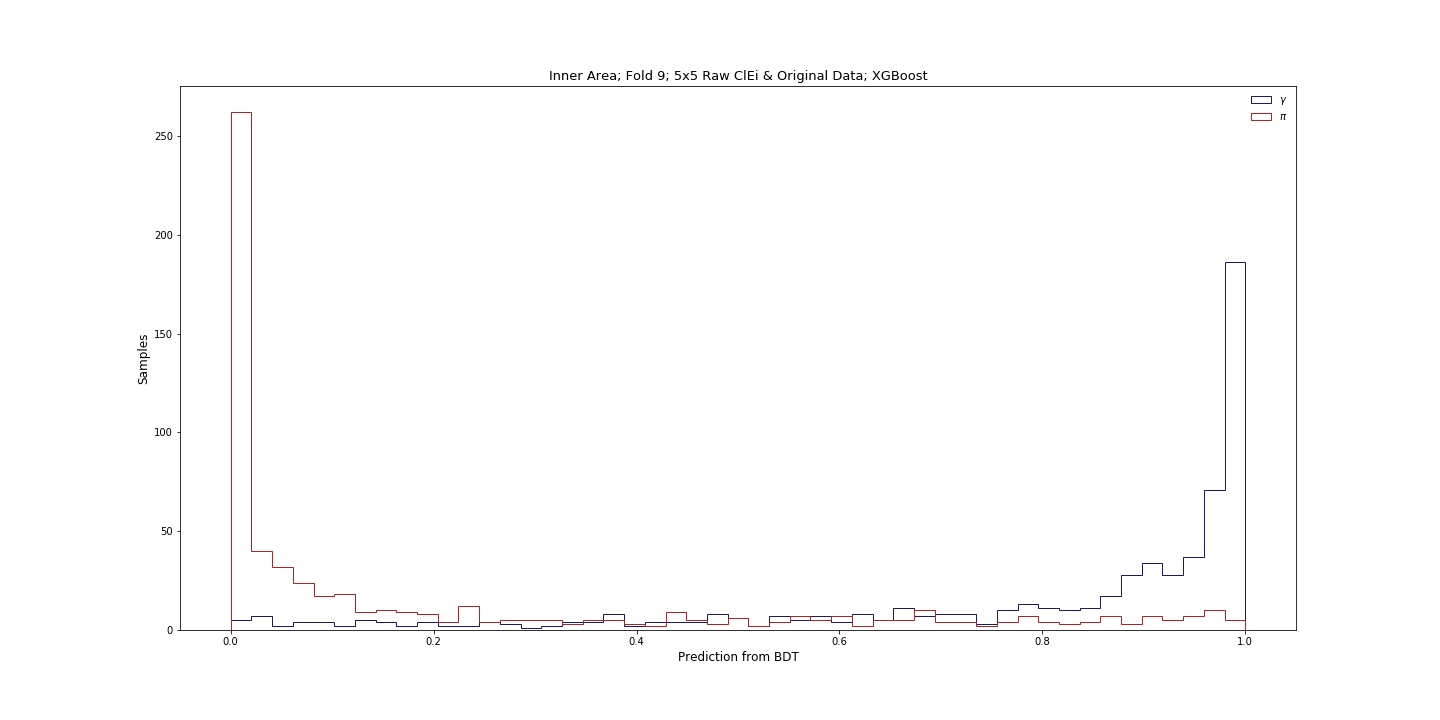 Inner Area; Fold 9; 5x5 Raw ClEi & Original Data; XGBoost
γ
π
250
200
150
100
50
0
Samples
0.0 0.2 0.4 0.6 0.8 1.0
Prediction from BDT